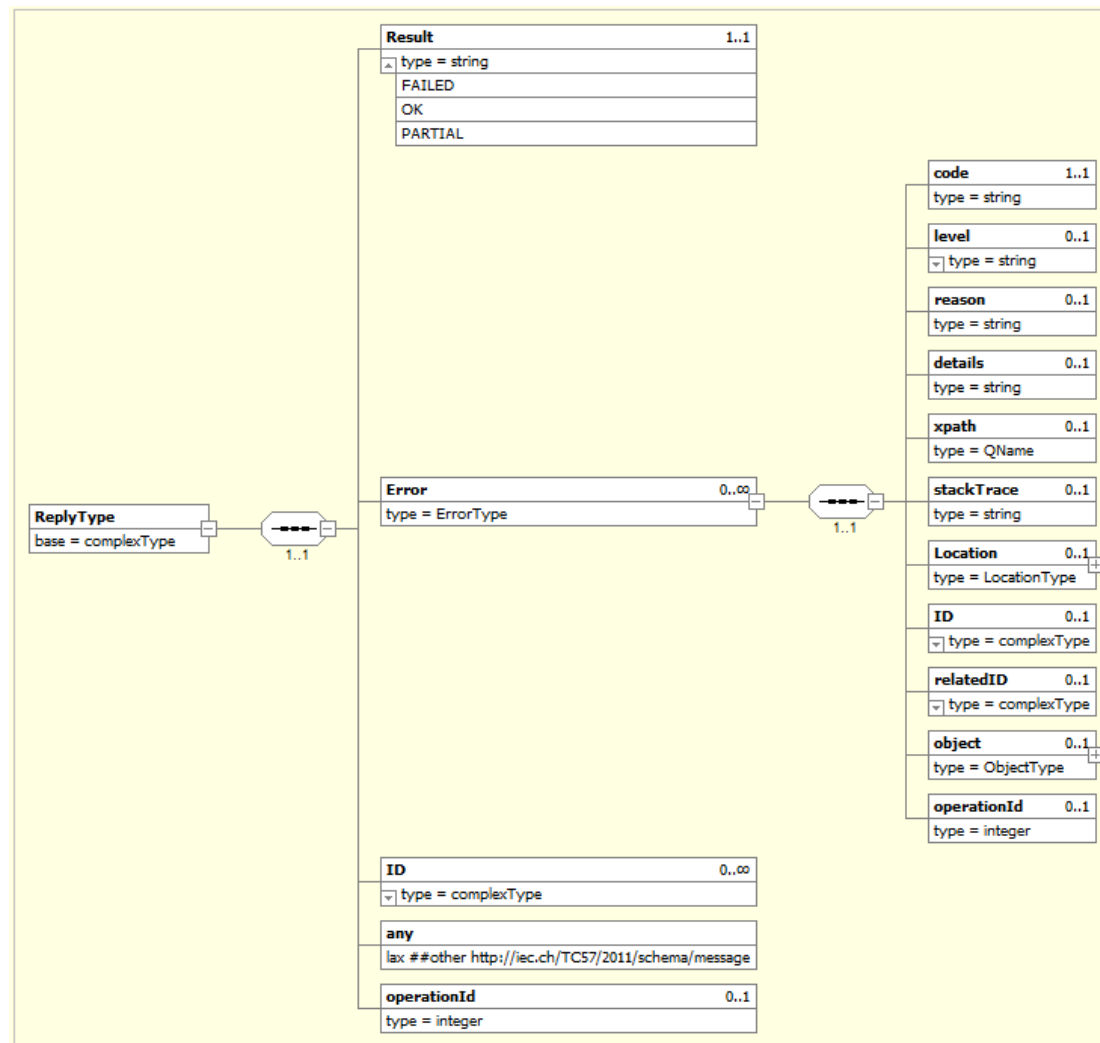 Result 1..1
type = string
FAILED
OK
PARTIAL
code 1..1
type = string
level 0..1
type = string
reason 0..1
type = string
details 0..1
type = string
xpath 0..1
type = QName
Error 0..∞
type = ErrorType
stackTrace 0..1
type = string
ReplyType
base = complexType
1..1
1..1
Location 0..1
type = LocationType
ID 0..1
type = complexType
relatedID 0..1
type = complexType
object 0..1
type = ObjectType
operationId 0..1
type = integer
ID 0..∞
type = complexType
any
lax ##other http://iec.ch/TC57/2011/schema/message
operationId 0..1
type = integer